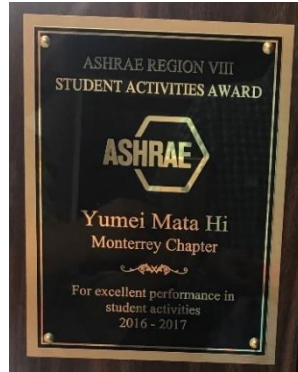 ASHRAE REGION VIII
STUDENT ACTIVITIES AWARD
ASHRAE
Yumei Mata Hi
Monterrey Chapter
For excellent performance in
student activities
2016 - 2017